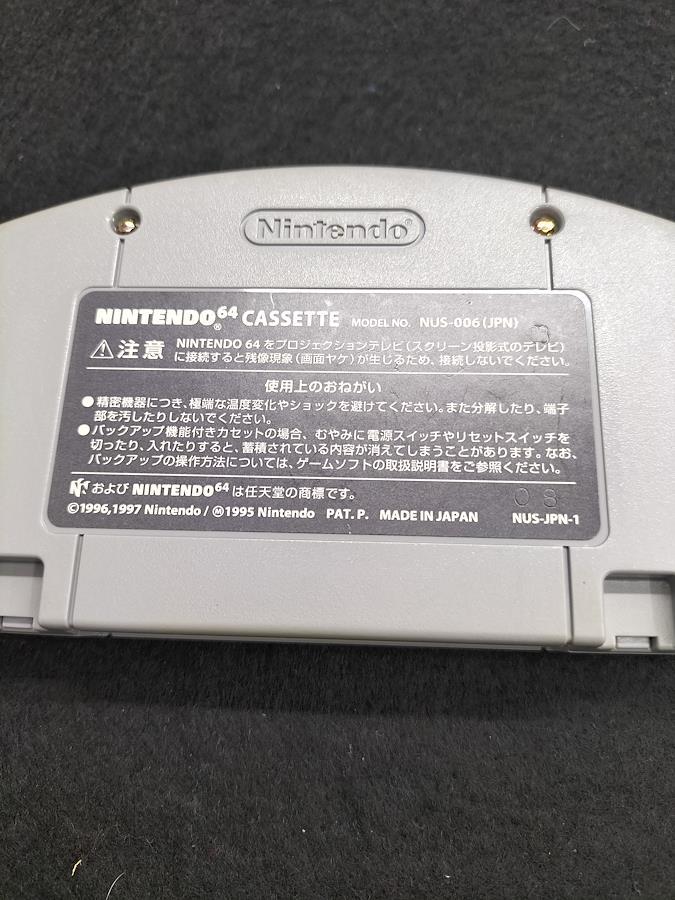 Nintendo®
NINTENDO64® CASSETTE MODEL NO. NUS-006(JPN)
⚠注意 NINTENDO 64をプロジェクションテレビ(スクリーン投影式のテレビ)
に接続すると残像現象(画面ヤケ)が生じるため、接続しないでください。
使用上のおねがい
●精密機器につき、極端な温度変化やショックを避けてください。また分解したり、端子
部を汚したりしないでください。
●バックアップ機能付きカセットの場合、むやみに電源スイッチやリセットスイッチを
切ったり、入れたりすると、蓄積されている内容が消えてしまうことがあります。なお、
バックアップの操作方法については、ゲームソフトの取扱説明書をご参照ください。
および NINTENDO64は任天堂の商標です。
08
©1996,1997 Nintendo/Ⓜ1995 Nintendo PAT. P. MADE IN JAPAN NUS-JPN-1